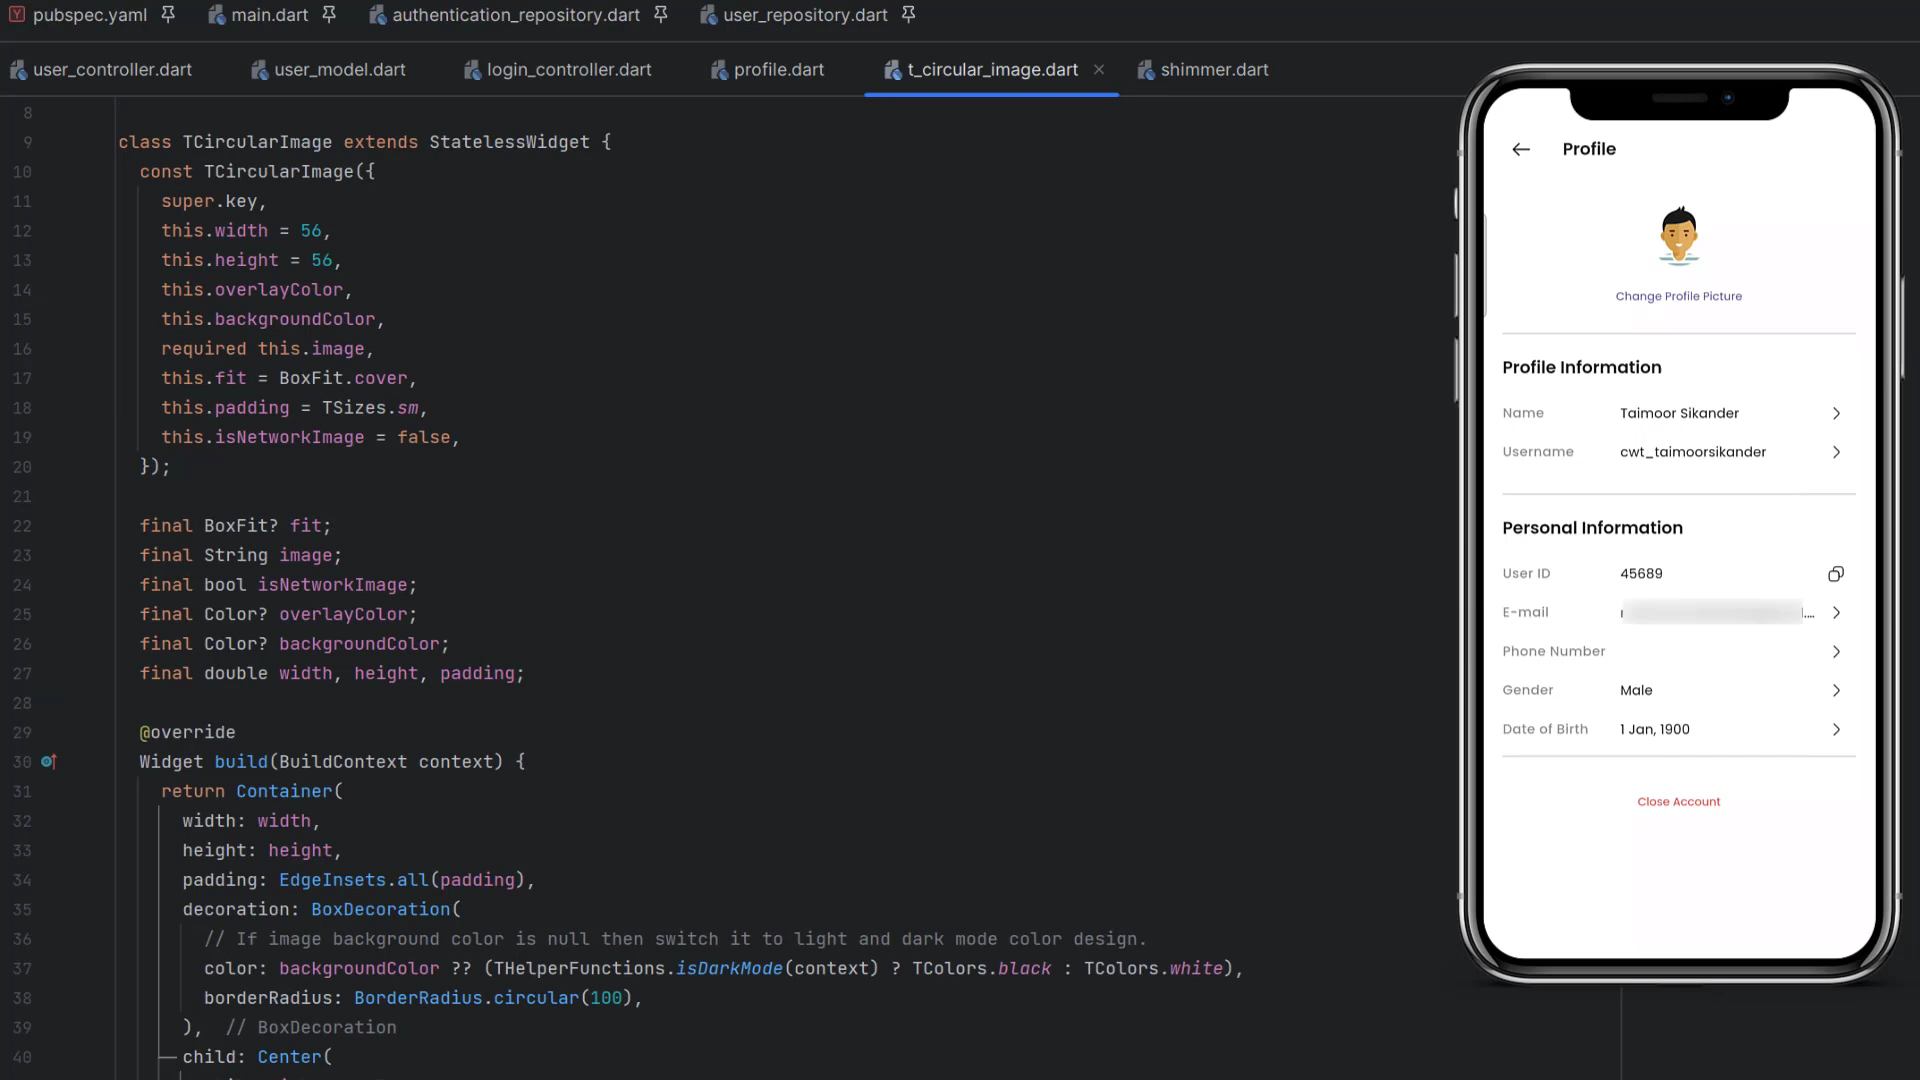 pubspec.yaml main.dart authentication_repository.dart user_repository.dart
user_controller.dart user_model.dart login_controller.dart profile.dart t_circular_image.dart shimmer.dart
8
9 class TCircularImage extends StatelessWidget {
10 const TCircularImage({
11 super.key,
12 this.width = 56,
13 this.height = 56,
14 this.overlayColor,
15 this.backgroundColor,
16 required this.image,
17 this.fit = BoxFit.cover,
18 this.padding = TSizes.sm,
19 this.isNetworkImage = false,
20 });
21
22 final BoxFit? fit;
23 final String image;
24 final bool isNetworkImage;
25 final Color? overlayColor;
26 final Color? backgroundColor;
27 final double width, height, padding;
28
29 @override
30 Widget build(BuildContext context) {
31 return Container(
32 width: width,
33 height: height,
34 padding: EdgeInsets.all(padding),
35 decoration: BoxDecoration(
36 // If image background color is null then switch it to light and dark mode color design.
37 color: backgroundColor ?? (THelperFunctions.isDarkMode(context) ? TColors.black : TColors.white),
38 borderRadius: BorderRadius.circular(100),
39 ), // BoxDecoration
40 child: Center(
Profile
Change Profile Picture
Profile Information
Name Taimoor Sikander
Username cwt_taimoorsikander
Personal Information
User ID 45689
E-mail
Phone Number
Gender Male
Date of Birth 1 Jan, 1900
Close Account